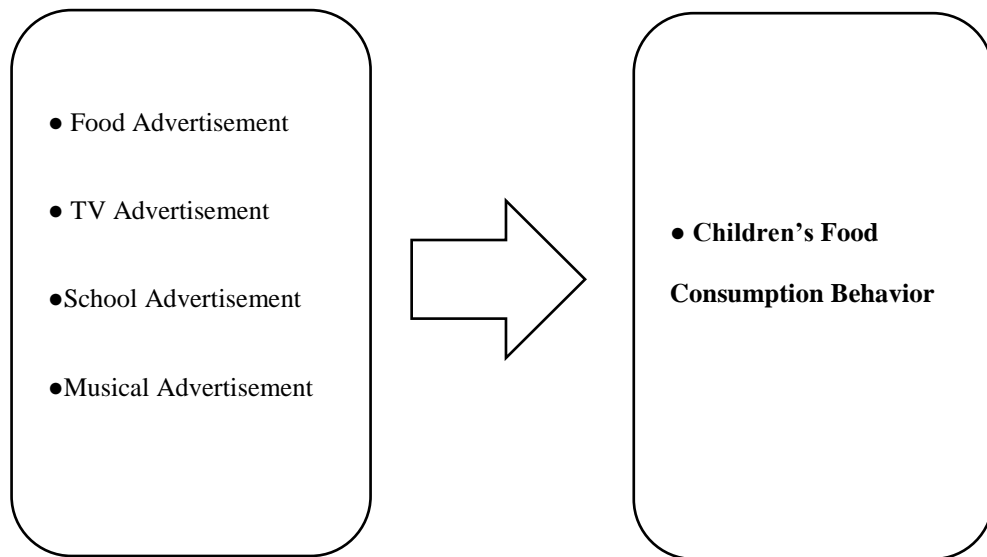 ● Food Advertisement
● TV Advertisement
●School Advertisement
●Musical Advertisement
● Children’s Food
Consumption Behavior